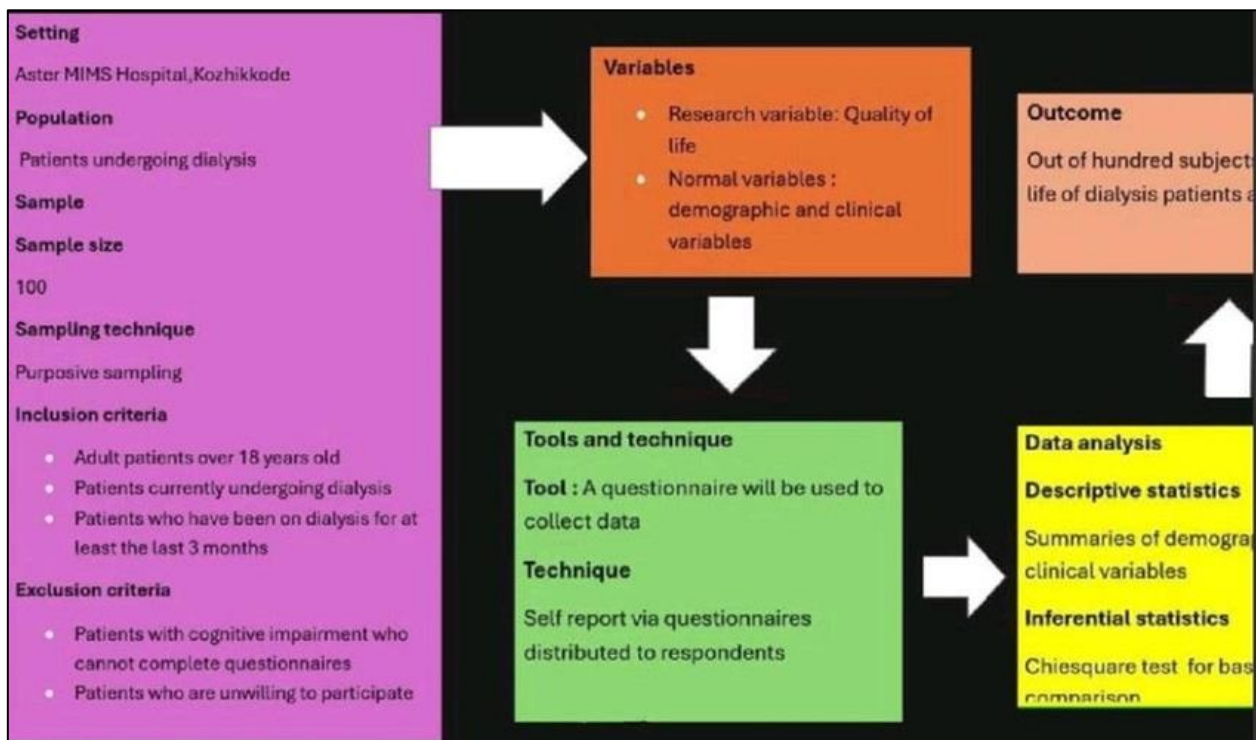 Setting
Aster MIMS Hospital,Kozhikkode
Population
Patients undergoing dialysis
Sample
Sample size
100
Sampling technique
Purposive sampling
Inclusion criteria
Adult patients over 18 years old
Patients currently undergoing dialysis
Patients who have been on dialysis for at
least the last 3 months
Exclusion criteria
Patients with cognitive impairment who
cannot complete questionnaires
Patients who are unwilling to participate
Variables
Research variable: Quality of
life
Normal variables :
demographic and clinical
variables
Tools and technique
Tool : A questionnaire will be used to
collect data
Technique
Self report via questionnaires
distributed to respondents
Data analysis
Descriptive statistics
Summaries of
clinical variables
Inferential statistics
Chiesquare test for
comparison
Outcome
Out of hundred
life of dialysis patients